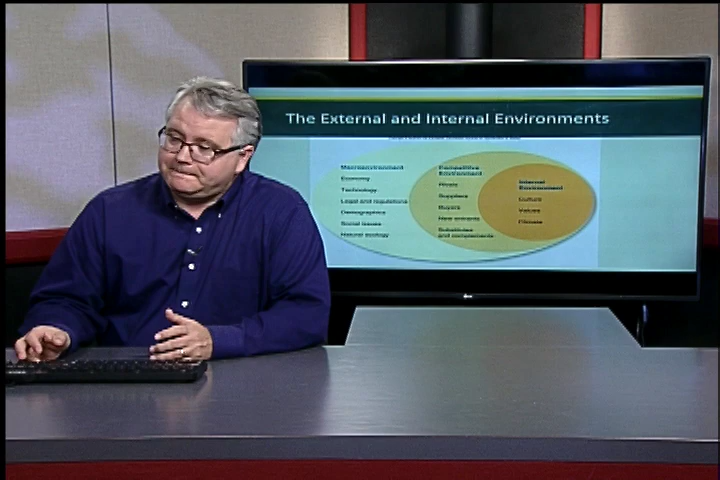 The External and Internal Environments
Macroenvironment
Economy
Technology
Legal and regulations
Demographics
Social issues
Natural ecology
Competitive
Environment
Rivals
Suppliers
Buyers
New entrants
Substitutes
and complements
Internal
Environment
Culture
Values
Climate
LG